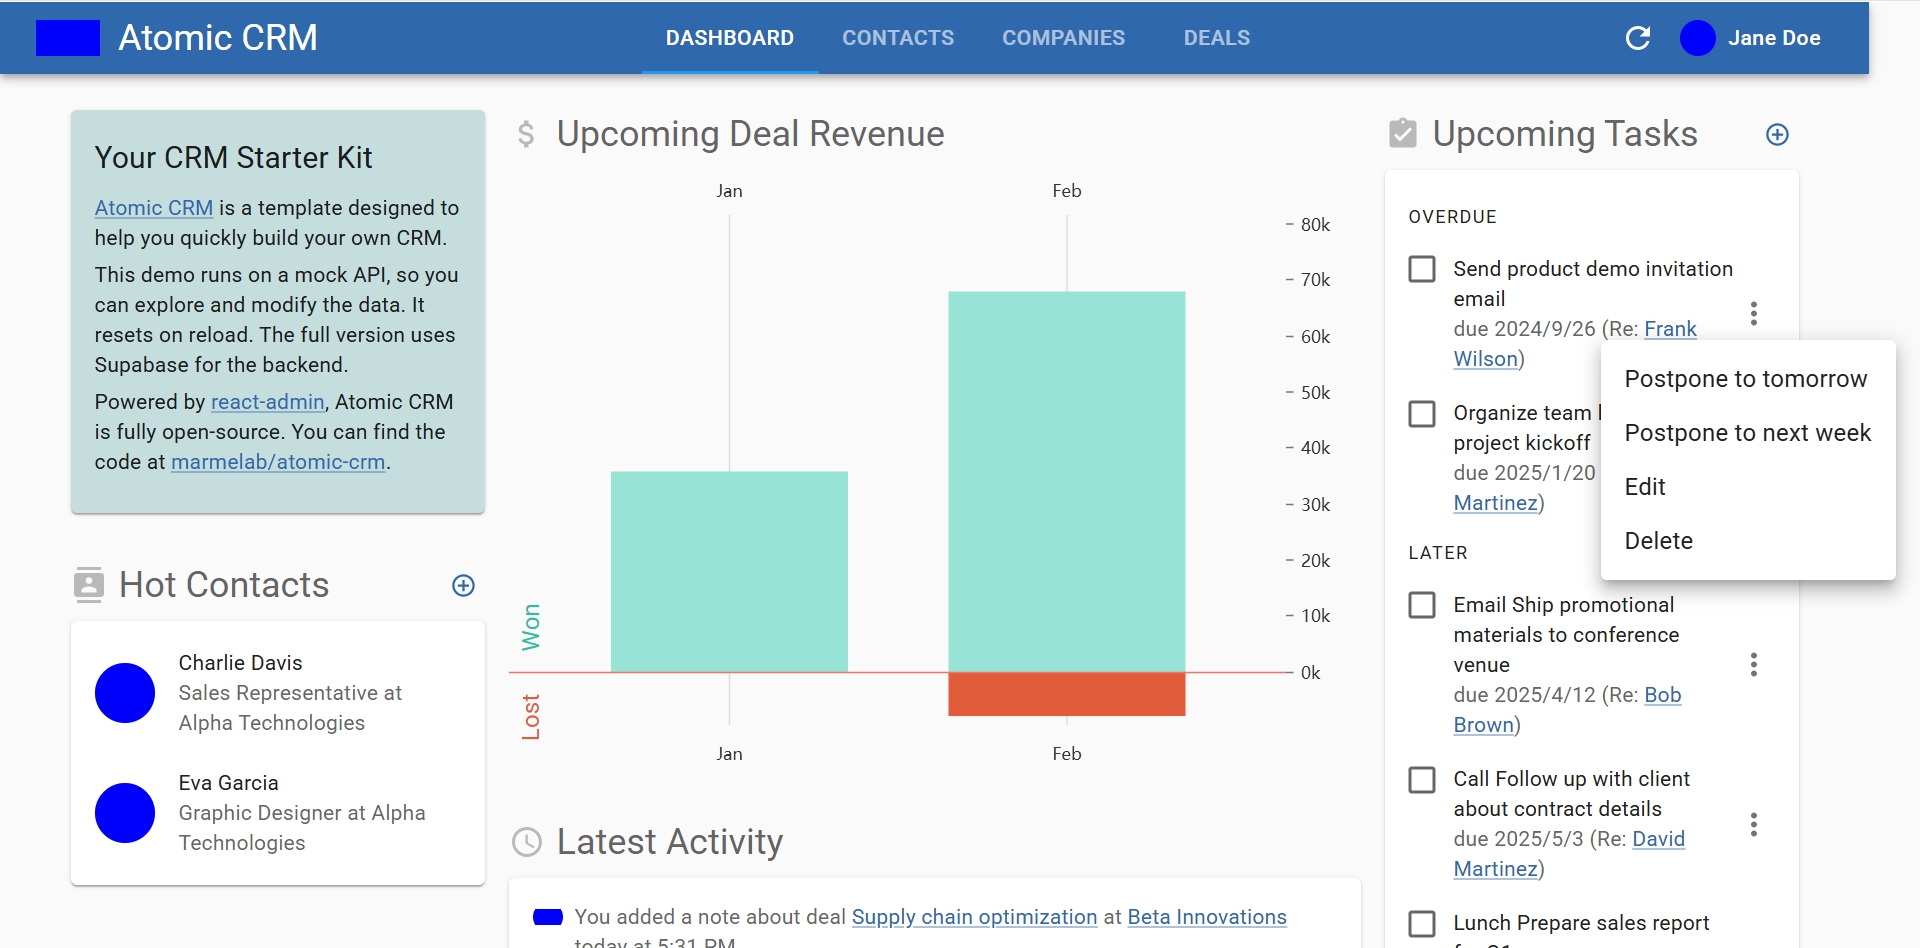 Atomic CRM
DASHBOARD
CONTACTS
COMPANIES
DEALS
Jane Doe
Your CRM Starter Kit
Atomic CRM is a template designed to
help you quickly build your own CRM.
This demo runs on a mock API, so you
can explore and modify the data. It
resets on reload. The full version uses
Supabase for the backend.
Powered by react-admin, Atomic CRM
is fully open-source. You can find the
code at marmelab/atomic-crm.
Hot Contacts
Charlie Davis
Sales Representative at
Alpha Technologies
Eva Garcia
Graphic Designer at Alpha
Technologies
Upcoming Deal Revenue
Jan
Feb
80k
70k
60k
50k
40k
30k
20k
10k
0k
Won
Lost
Jan
Feb
Latest Activity
You added a note about deal Supply chain optimization at Beta Innovations
today at 5:31 PM
Upcoming Tasks
OVERDUE
Send product demo invitation
email
due 2024/9/26 (Re: Frank
Wilson)
Organize team
project kickoff
due 2025/1/20
Martinez)
Postpone to tomorrow
Postpone to next week
Edit
Delete
LATER
Email Ship promotional
materials to conference
venue
due 2025/4/12 (Re: Bob
Brown)
Call Follow up with client
about contract details
due 2025/5/3 (Re: David
Martinez)
Lunch Prepare sales report